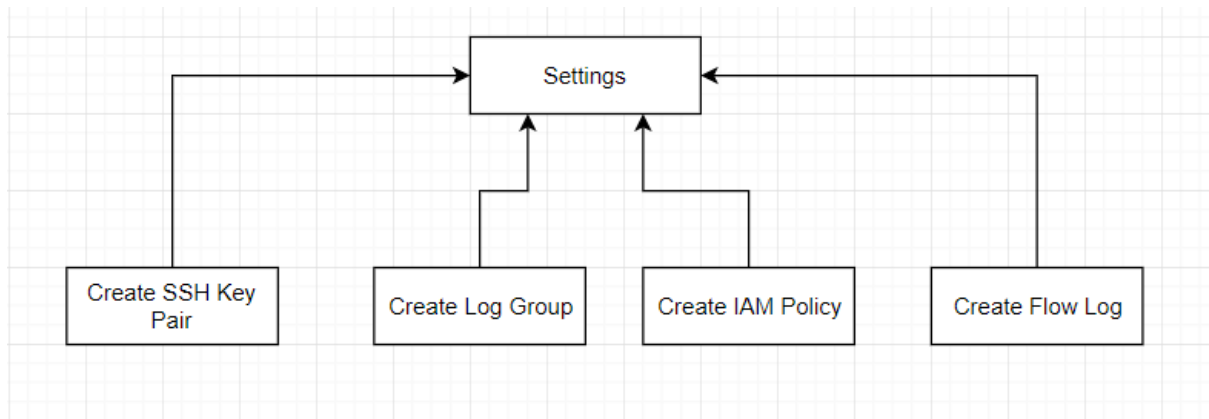 Settings
Create SSH Key
Pair
Create Log Group
Create IAM Policy
Create Flow Log